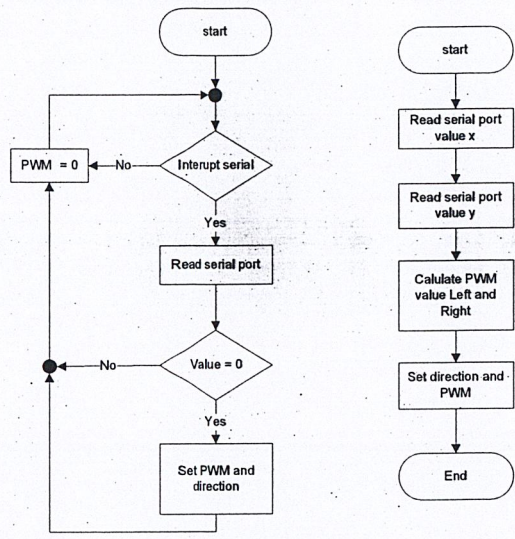 start
Interupt serial
No
PWM = 0
Yes
Read serial port
Value = 0
No
Yes
Set PWM and
direction
start
Read serial port
value x
Read serial port
value y
Calulate PWM
value Left and
Right
Set direction and
PWM
End